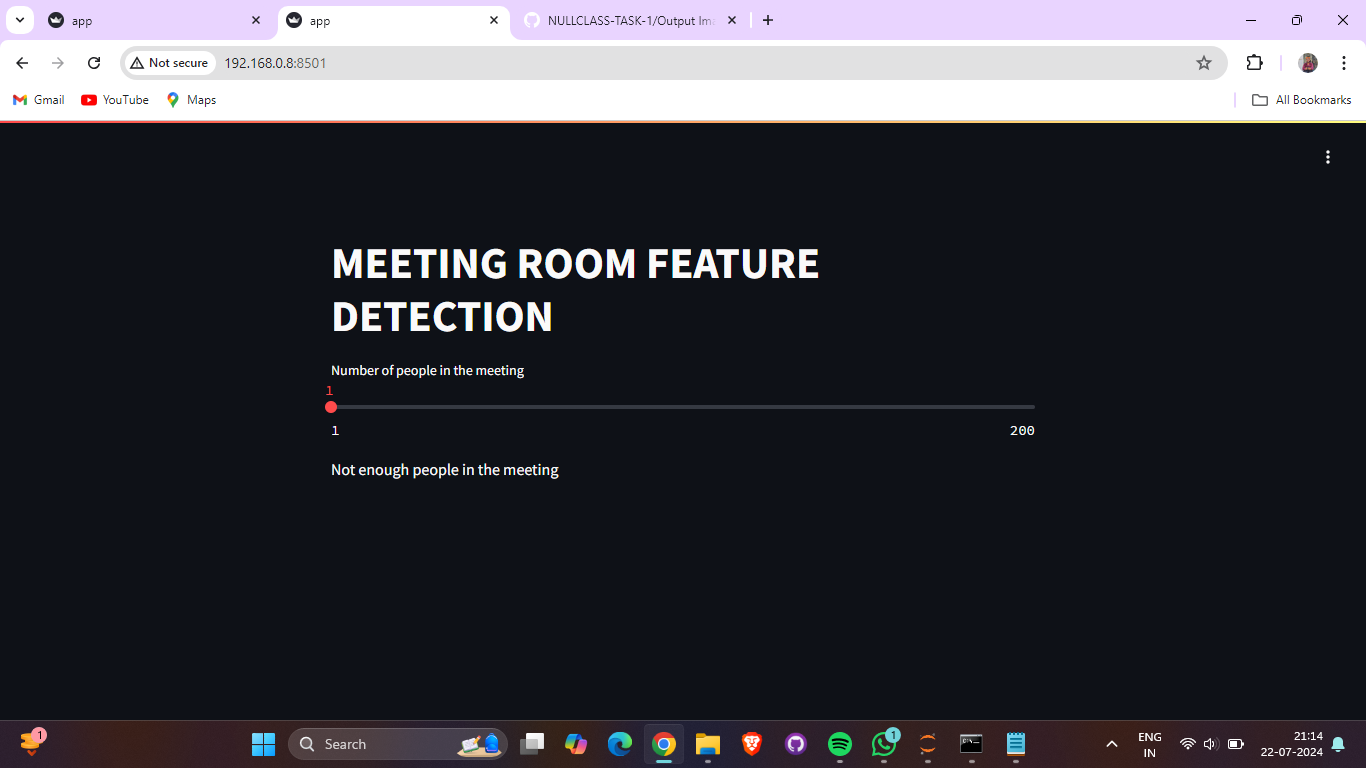 app
app
NULLCLASS-TASK-1/Output Ima
Not secure
192.168.0.8:8501
Gmail
YouTube
Maps
All Bookmarks
MEETING ROOM FEATURE
DETECTION
Number of people in the meeting
1
1
200
Not enough people in the meeting
1
Search
1
ENG
IN
21:14
22-07-2024